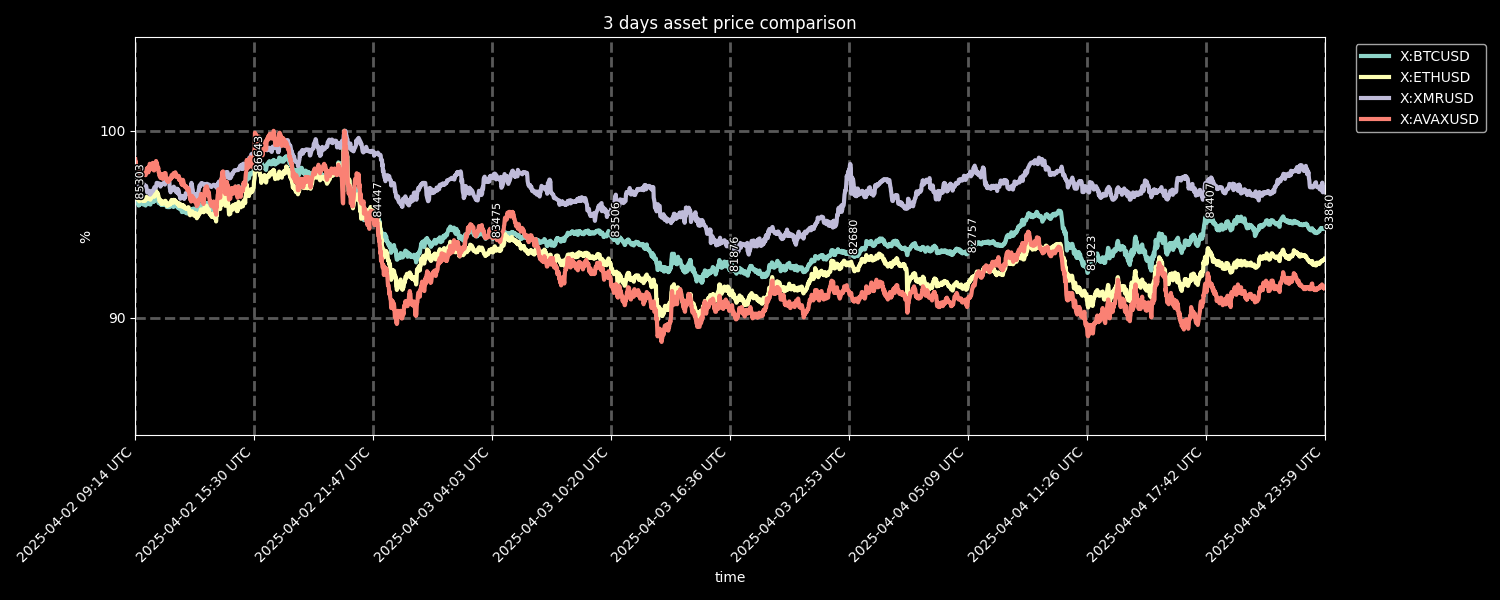 3 days asset price comparison
X:BTCUSD
X:ETHUSD
X:XMRUSD
X:AVAXUSD
100
90
%
85303
86643
84447
83475
83506
81876
82680
82757
81923
84407
83860
2025-04-02 09:14 UTC
2025-04-02 15:30 UTC
2025-04-02 21:47 UTC
2025-04-03 04:03 UTC
2025-04-03 10:20 UTC
2025-04-03 16:36 UTC
2025-04-03 22:53 UTC
2025-04-04 05:09 UTC
2025-04-04 11:26 UTC
2025-04-04 17:42 UTC
2025-04-04 23:59 UTC
time